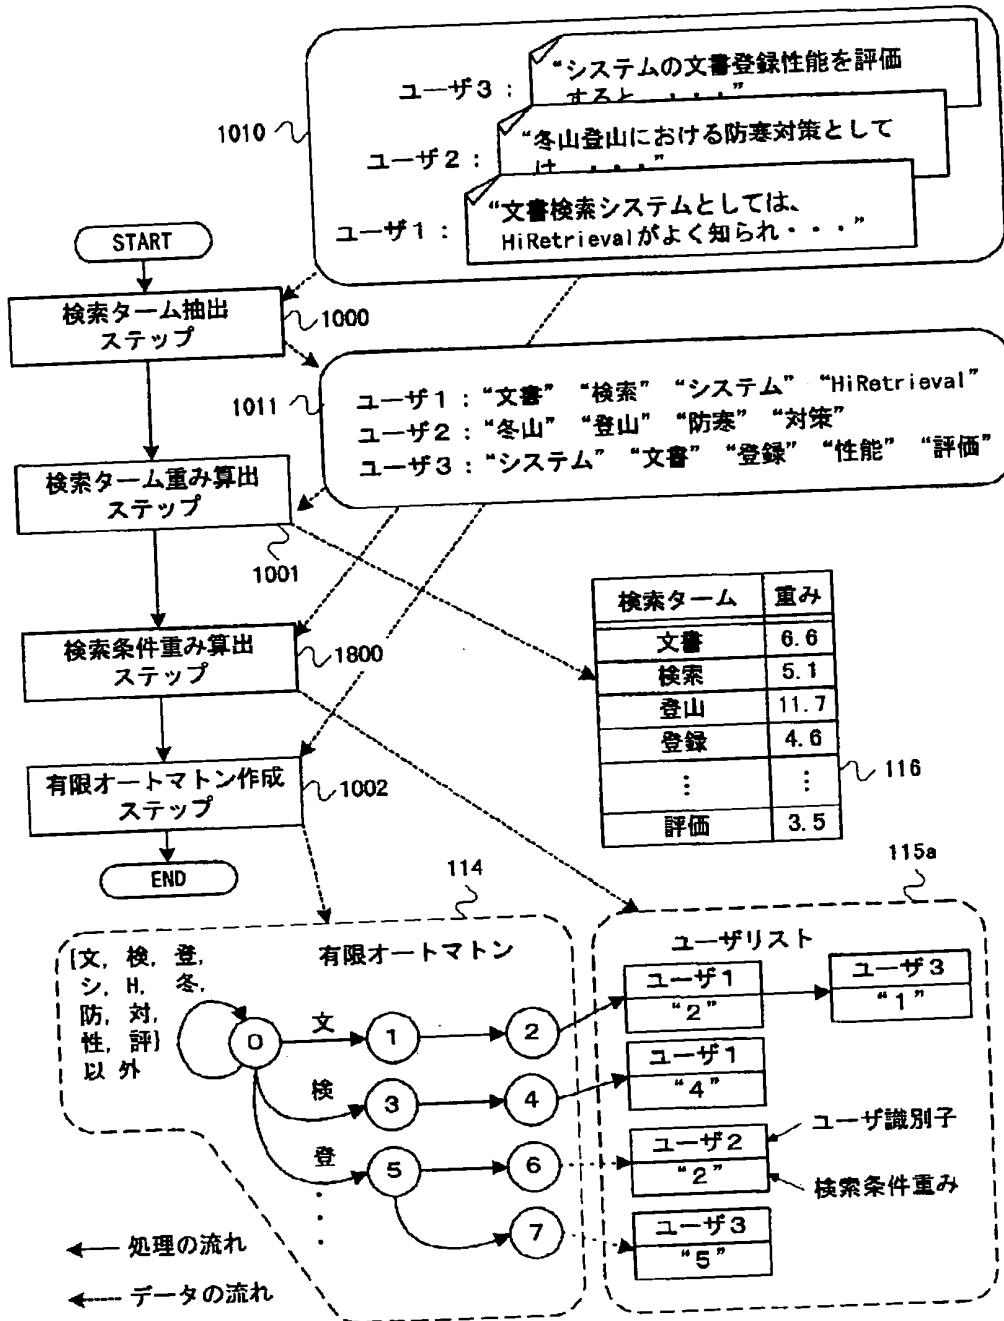 ユーザ3：
“システムの文書登録性能を評価
すると ・・・”
1010
ユーザ2：
“冬山登山における防寒対策として
は ・・・”
ユーザ1：
“文書検索システムとしては、
HiRetrievalがよく知られ・・・”
START
検索ターム抽出
ステップ
1000
1011
ユーザ1：“文書” “検索” “システム” “HiRetrieval”
ユーザ2：“冬山” “登山” “防寒” “対策”
ユーザ3：“システム” “文書” “登録” “性能” “評価”
検索ターム重み算出
ステップ
1001
検索条件重み算出
ステップ
1800
有限オートマトン作成
ステップ
1002
END
検索ターム 重み
文書 6.6
検索 5.1
登山 11.7
登録 4.6
⋮ ⋮
評価 3.5
116
114
115a
[文, 検, 登,
シ, H, 冬,
防, 対,
性, 評]
以外
有限オートマトン
0
文
1
2
検
3
4
登
5
6
7
ユーザリスト
ユーザ1
“2”
ユーザ3
“1”
ユーザ1
“4”
ユーザ2
“2”
ユーザ3
“5”
ユーザ識別子
検索条件重み
処理の流れ
データの流れ